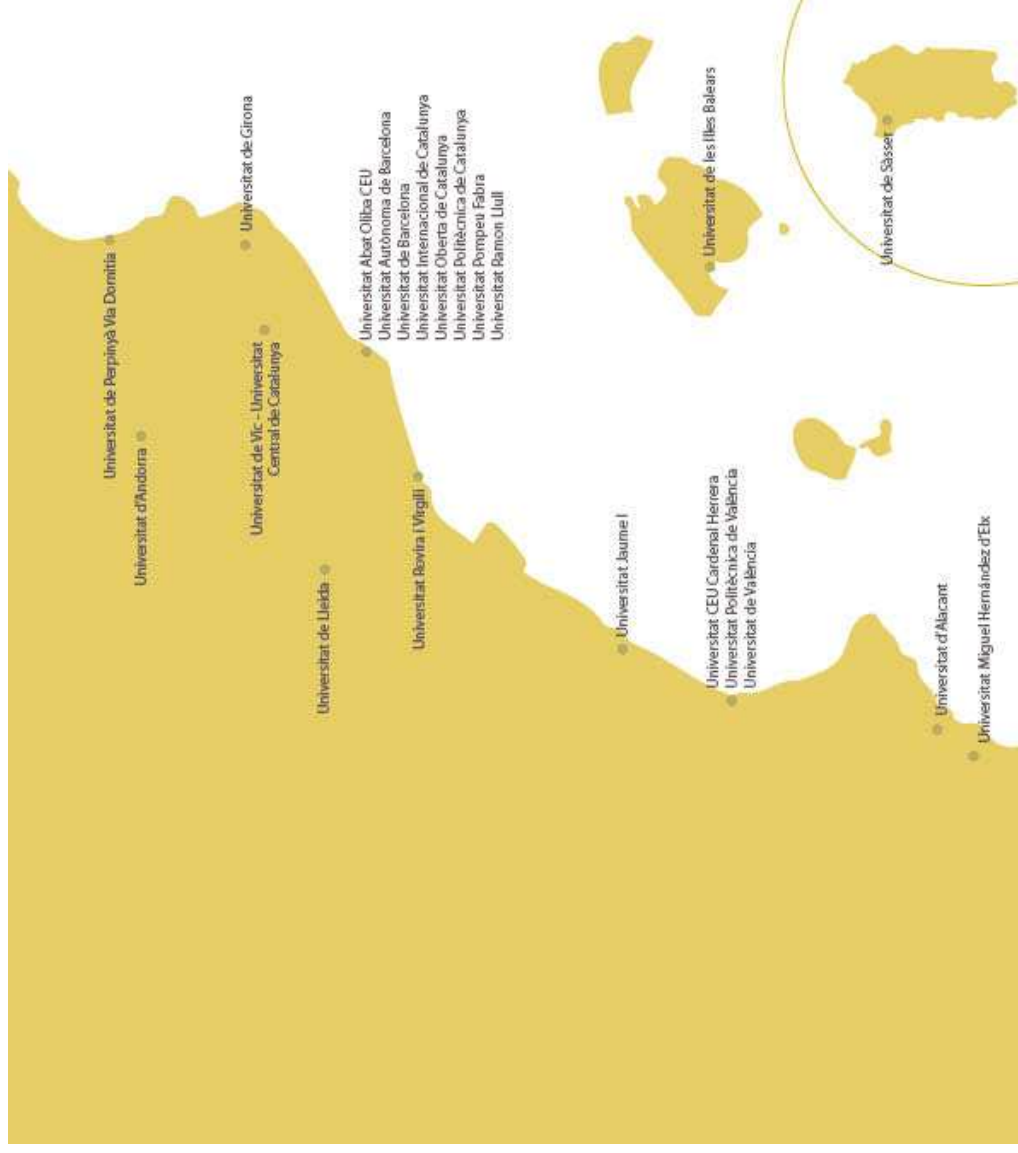 Universitat de Perpinyà Via Domitia
Universitat d'Andorra
Universitat de Girona
Universitat de Vic - Universitat
Central de Catalunya
Universitat de Lleida
Universitat Abat Oliba CEU
Universitat Autònoma de Barcelona
Universitat de Barcelona
Universitat Internacional de Catalunya
Universitat Oberta de Catalunya
Universitat Politècnica de Catalunya
Universitat Pompeu Fabra
Universitat Ramon Llull
Universitat Rovira i Virgili
Universitat Jaume I
Universitat CEU Cardenal Herrera
Universitat Politècnica de València
Universitat de València
Universitat de les Illes Balears
Universitat de Sàsser
Universitat d'Alacant
Universitat Miguel Hernández d'Elx